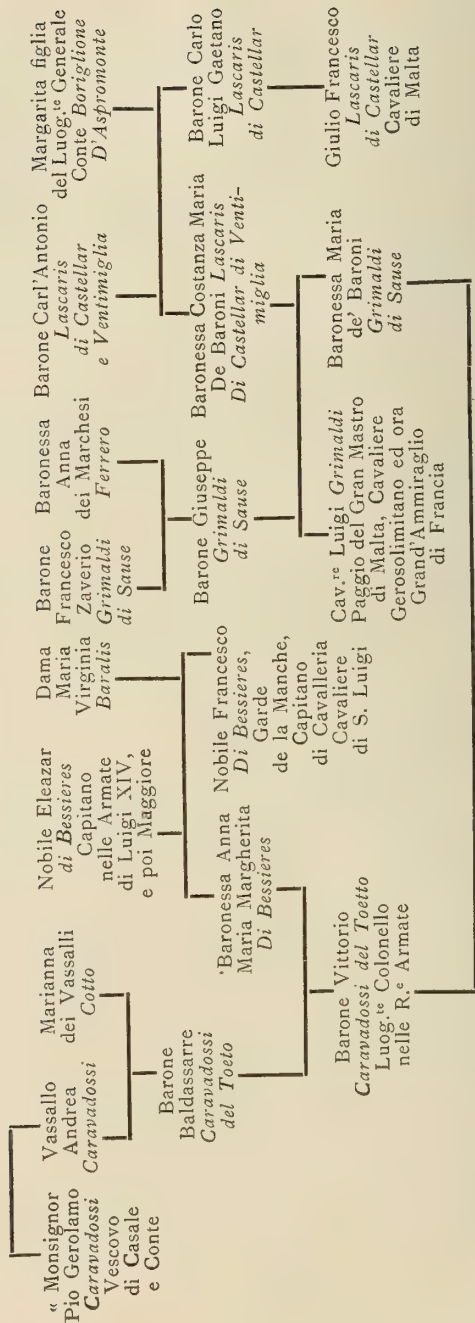 « Monsignor
Pio Gerolamo
Caravadossi
Vescovo
di Casale
e Conte
Vassallo
Andrea
Caravadossi
Marianna
dei Vassalli
Cotto
Nobile Eleazar
di Bessieres
Capitano
nelle Armate
di Luigi XIV,
e poi Maggiore
Dama
Maria
Virginia
Baralis
Barone
Francesco
Zaverio
Grimaldi
di Sause
Baronessa
Anna
dei Marchesi
Ferrero
Barone Carl'Antonio
Lascaris
di Castellar
e Ventimiglia
Margarita figlia
del Luog.te Generale
Conte Boriglione
D'Aspromonte
Barone
Baldassarre
Caravadossi
del Toeto
'Baronessa Anna
Maria Margherita
Di Bessieres
Nobile Francesco
Di Bessieres,
Garde
de la Manche,
Capitano
di Cavalleria
Cavaliere
di S. Luigi
Barone Giuseppe
Grimaldi
di Sause
Baronessa Costanza Maria
De Baroni Lascaris
Di Castellar di Venti-
miglia
Barone Carlo
Luigi Gaetano
Lascaris
di Castellar
Barone Vittorio
Caravadossi del Toetto
Luog.te Colonello
nelle R.e Armate
Cav.re Luigi Grimaldi
Paggio del Gran Mastro
di Malta, Cavaliere
Gerosolimitano ed ora
Grand'Ammiraglio
di Francia
Baronessa Maria
de' Baroni
Grimaldi
di Sause
Giulio Francesco
Lascaris
di Castellar
Cavaliere
di Malta